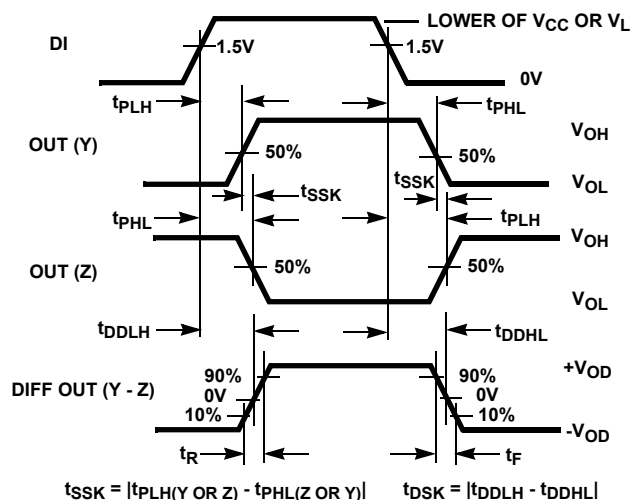 LOWER OF VCC OR VL
DI
1.5V
1.5V
0V
tPLH
tPHL
OUT (Y)
50%
50%
VOH
VOL
tSSK
tSSK
tPHL
tPLH
OUT (Z)
50%
50%
VOH
VOL
tDDLH
tDDHL
DIFF OUT (Y - Z)
90%
0V
10%
90%
0V
10%
+VOD
-VOD
tR
tF
tSSK = |tPLH(Y OR Z) - tPHL(Z OR Y)|
tDSK = |tDDLH - tDDHL|